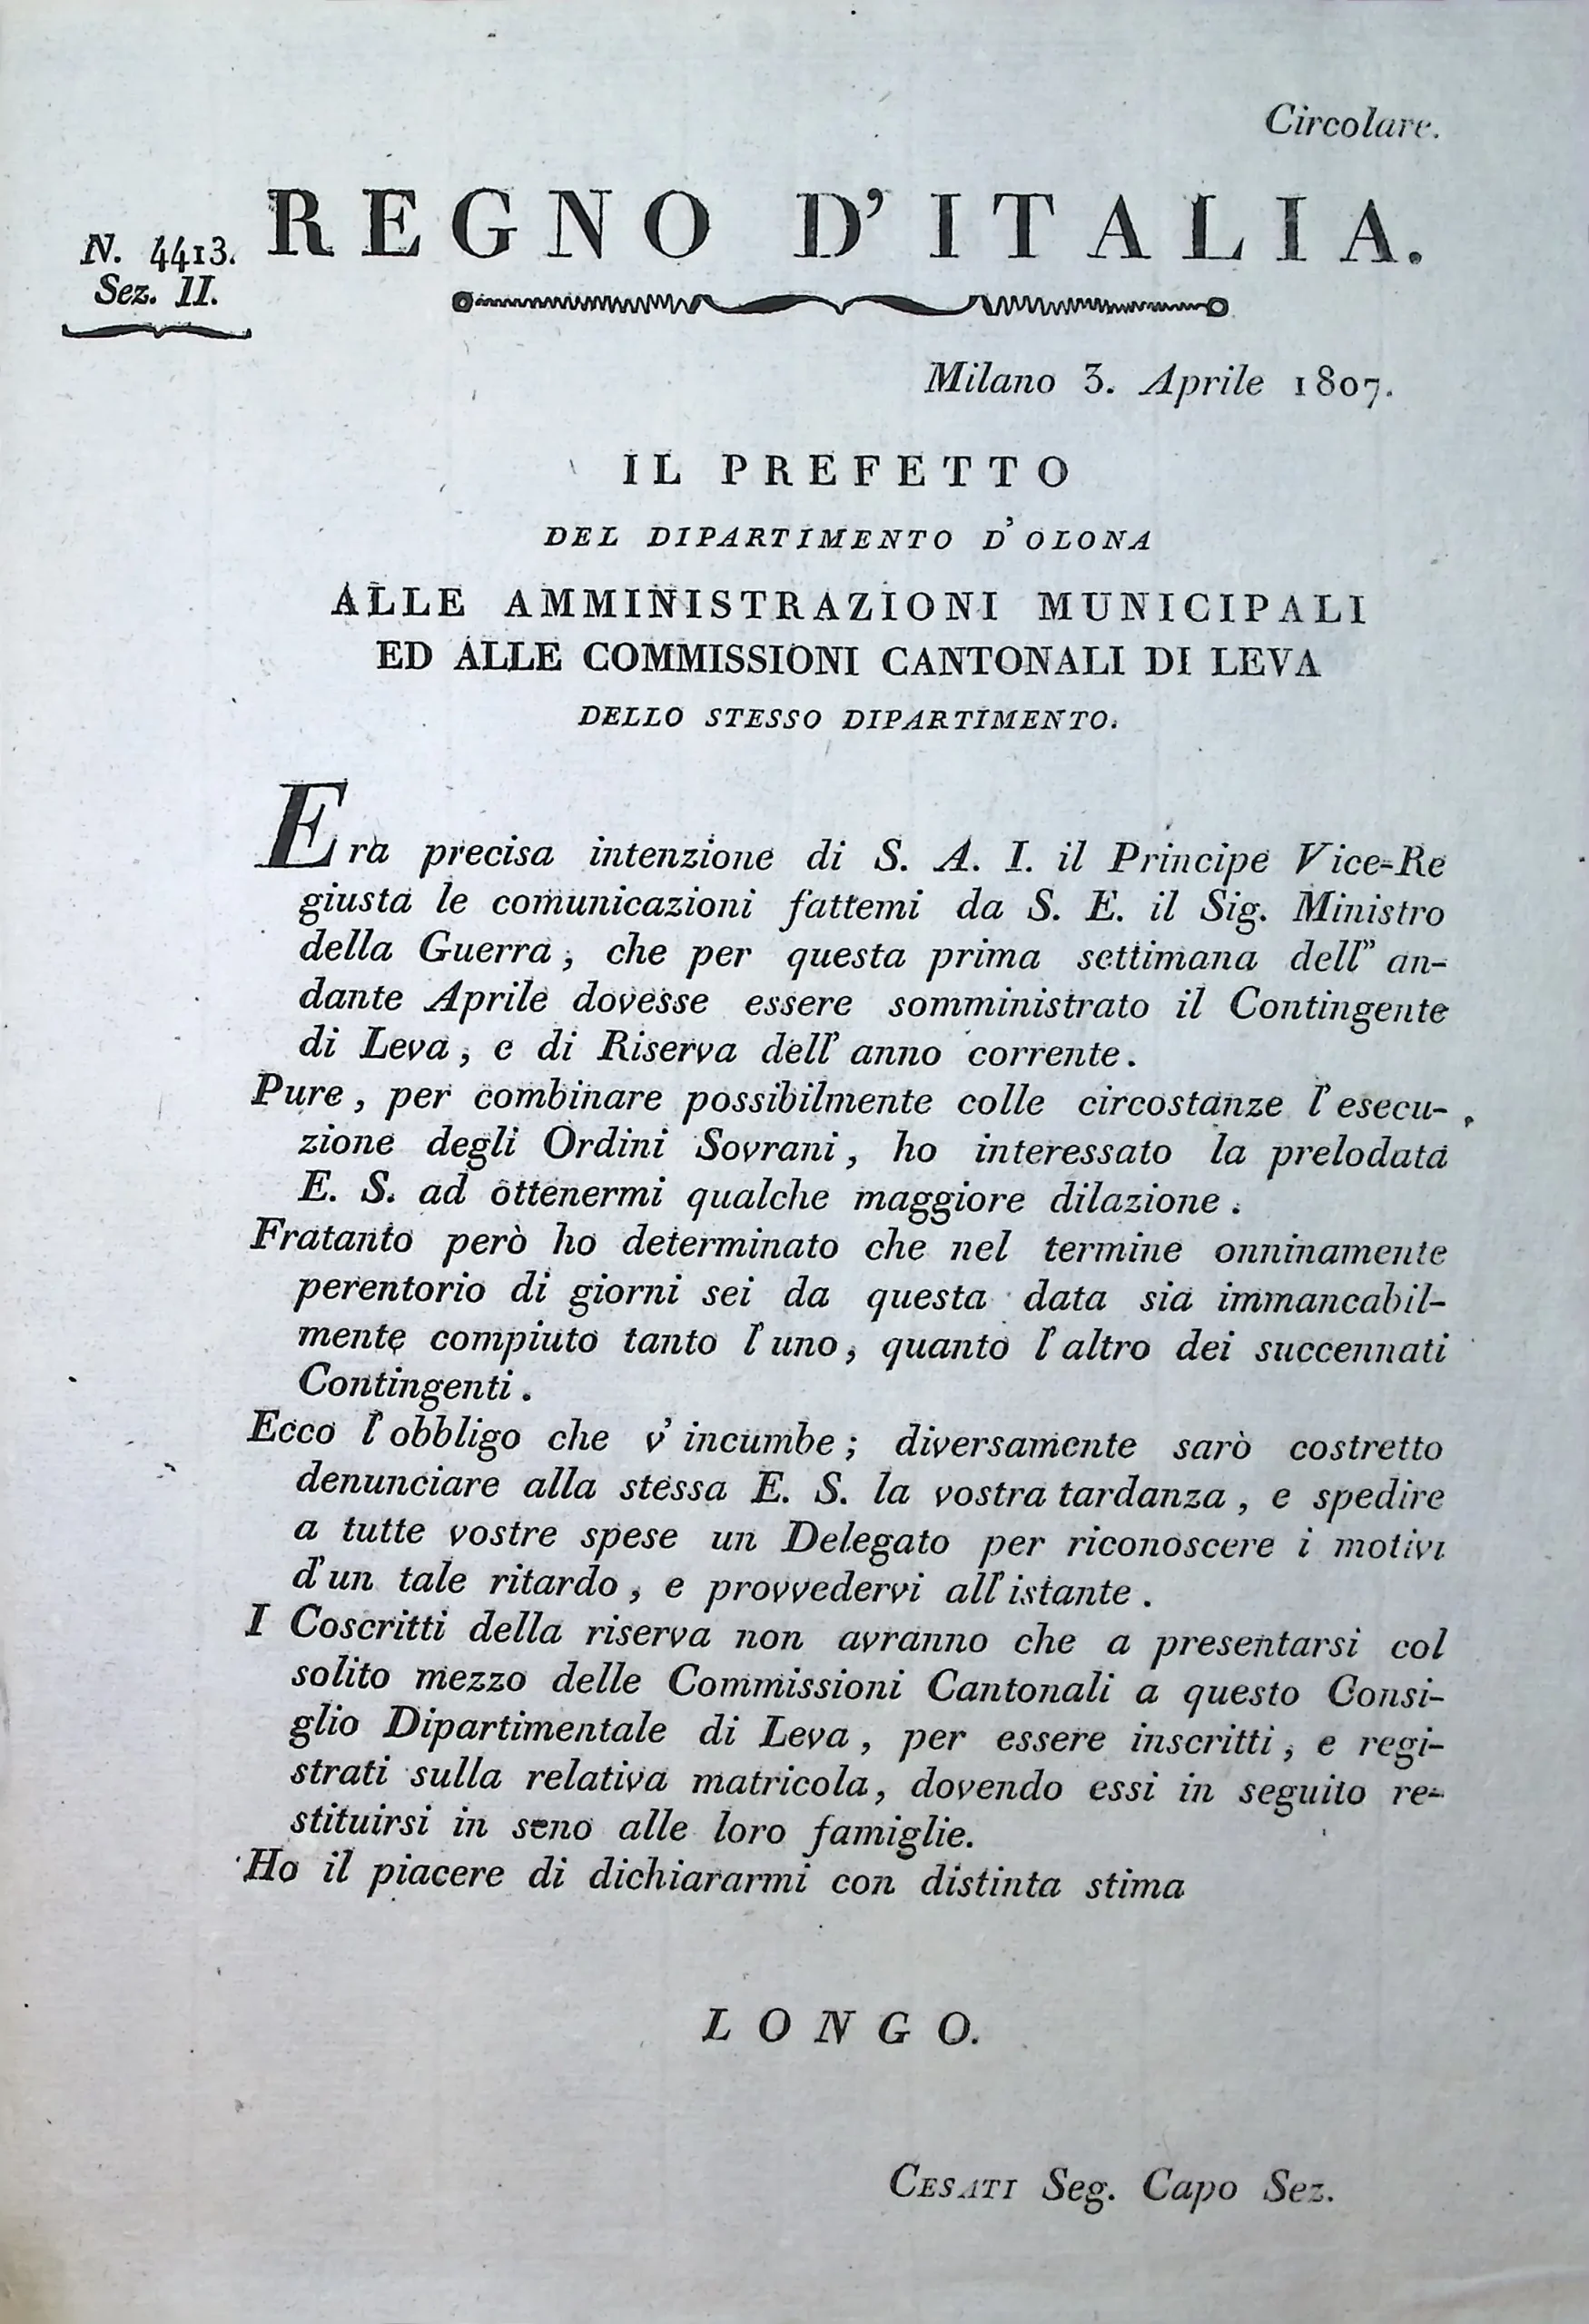 Circolare.
REGNO D'ITALIA.
N. 4413.
Sez. II.
Milano 3. Aprile 1807.
IL PREFETTO
DEL DIPARTIMENTO D'OLONA
ALLE AMMINISTRAZIONI MUNICIPALI
ED ALLE COMMISSIONI CANTONALI DI LEVA
DELLO STESSO DIPARTIMENTO.
Era precisa intenzione di S. A. I. il Principe Vice-Re
giusta le comunicazioni fattemi da S. E. il Sig. Ministro
della Guerra, che per questa prima settimana dell'' an-
dante Aprile dovesse essere somministrato il Contingente
di Leva, e di Riserva dell' anno corrente.
Pure, per combinare possibilmente colle circostanze l'esecu-
zione degli Ordini Sovrani, ho interessato la prelodata
E. S. ad ottenermi qualche maggiore dilazione.
Fratanto però ho determinato che nel termine onninamente
perentorio di giorni sei da questa data sia immancabil-
mente compiuto tanto l'uno, quanto l'altro dei succennati
Contingenti.
Ecco l'obbligo che v'incumbe; diversamente sarò costretto
denunciare alla stessa E. S. la vostra tardanza, e spedire
a tutte vostre spese un Delegato per riconoscere i motivi
d'un tale ritardo, e provvedervi all'istante.
I Coscritti della riserva non avranno che a presentarsi col
solito mezzo delle Commissioni Cantonali a questo Consi-
glio Dipartimentale di Leva, per essere inscritti, e regi-
strati sulla relativa matricola, dovendo essi in seguito re-
stituirsi in seno alle loro famiglie.
Ho il piacere di dichiararmi con distinta stima
LONGO.
CESATI Seg. Capo Sez.